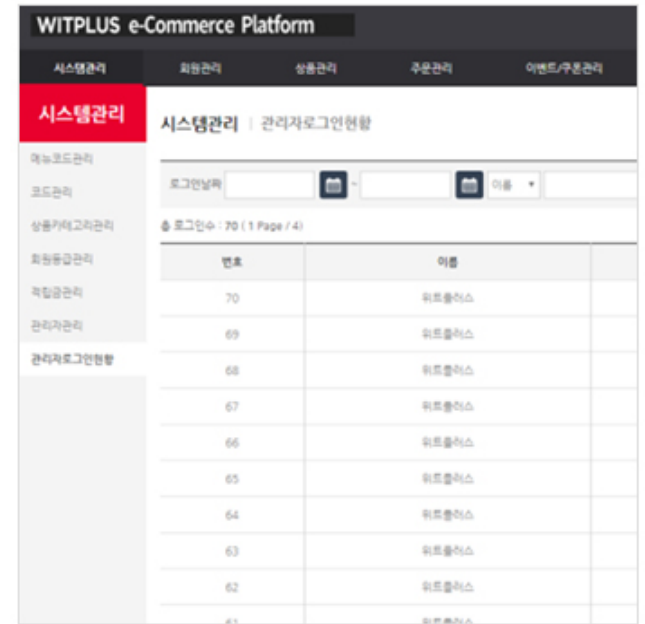 WITPLUS e-Commerce Platform
시스템관리 회원관리 상품관리 주문관리 이벤트/쿠폰관리
시스템관리
시스템관리 | 관리자로그인현황
메뉴코드관리
코드관리
상품카테고리관리
회원등급관리
적립금관리
관리자관리
관리자로그인현황
로그인날짜 ~ 이름
총 로그인수 : 70 ( 1 Page / 4)
번호 이름
70 위트플러스
69 위트플러스
68 위트플러스
67 위트플러스
66 위트플러스
65 위트플러스
64 위트플러스
63 위트플러스
62 위트플러스
61 위트플러스